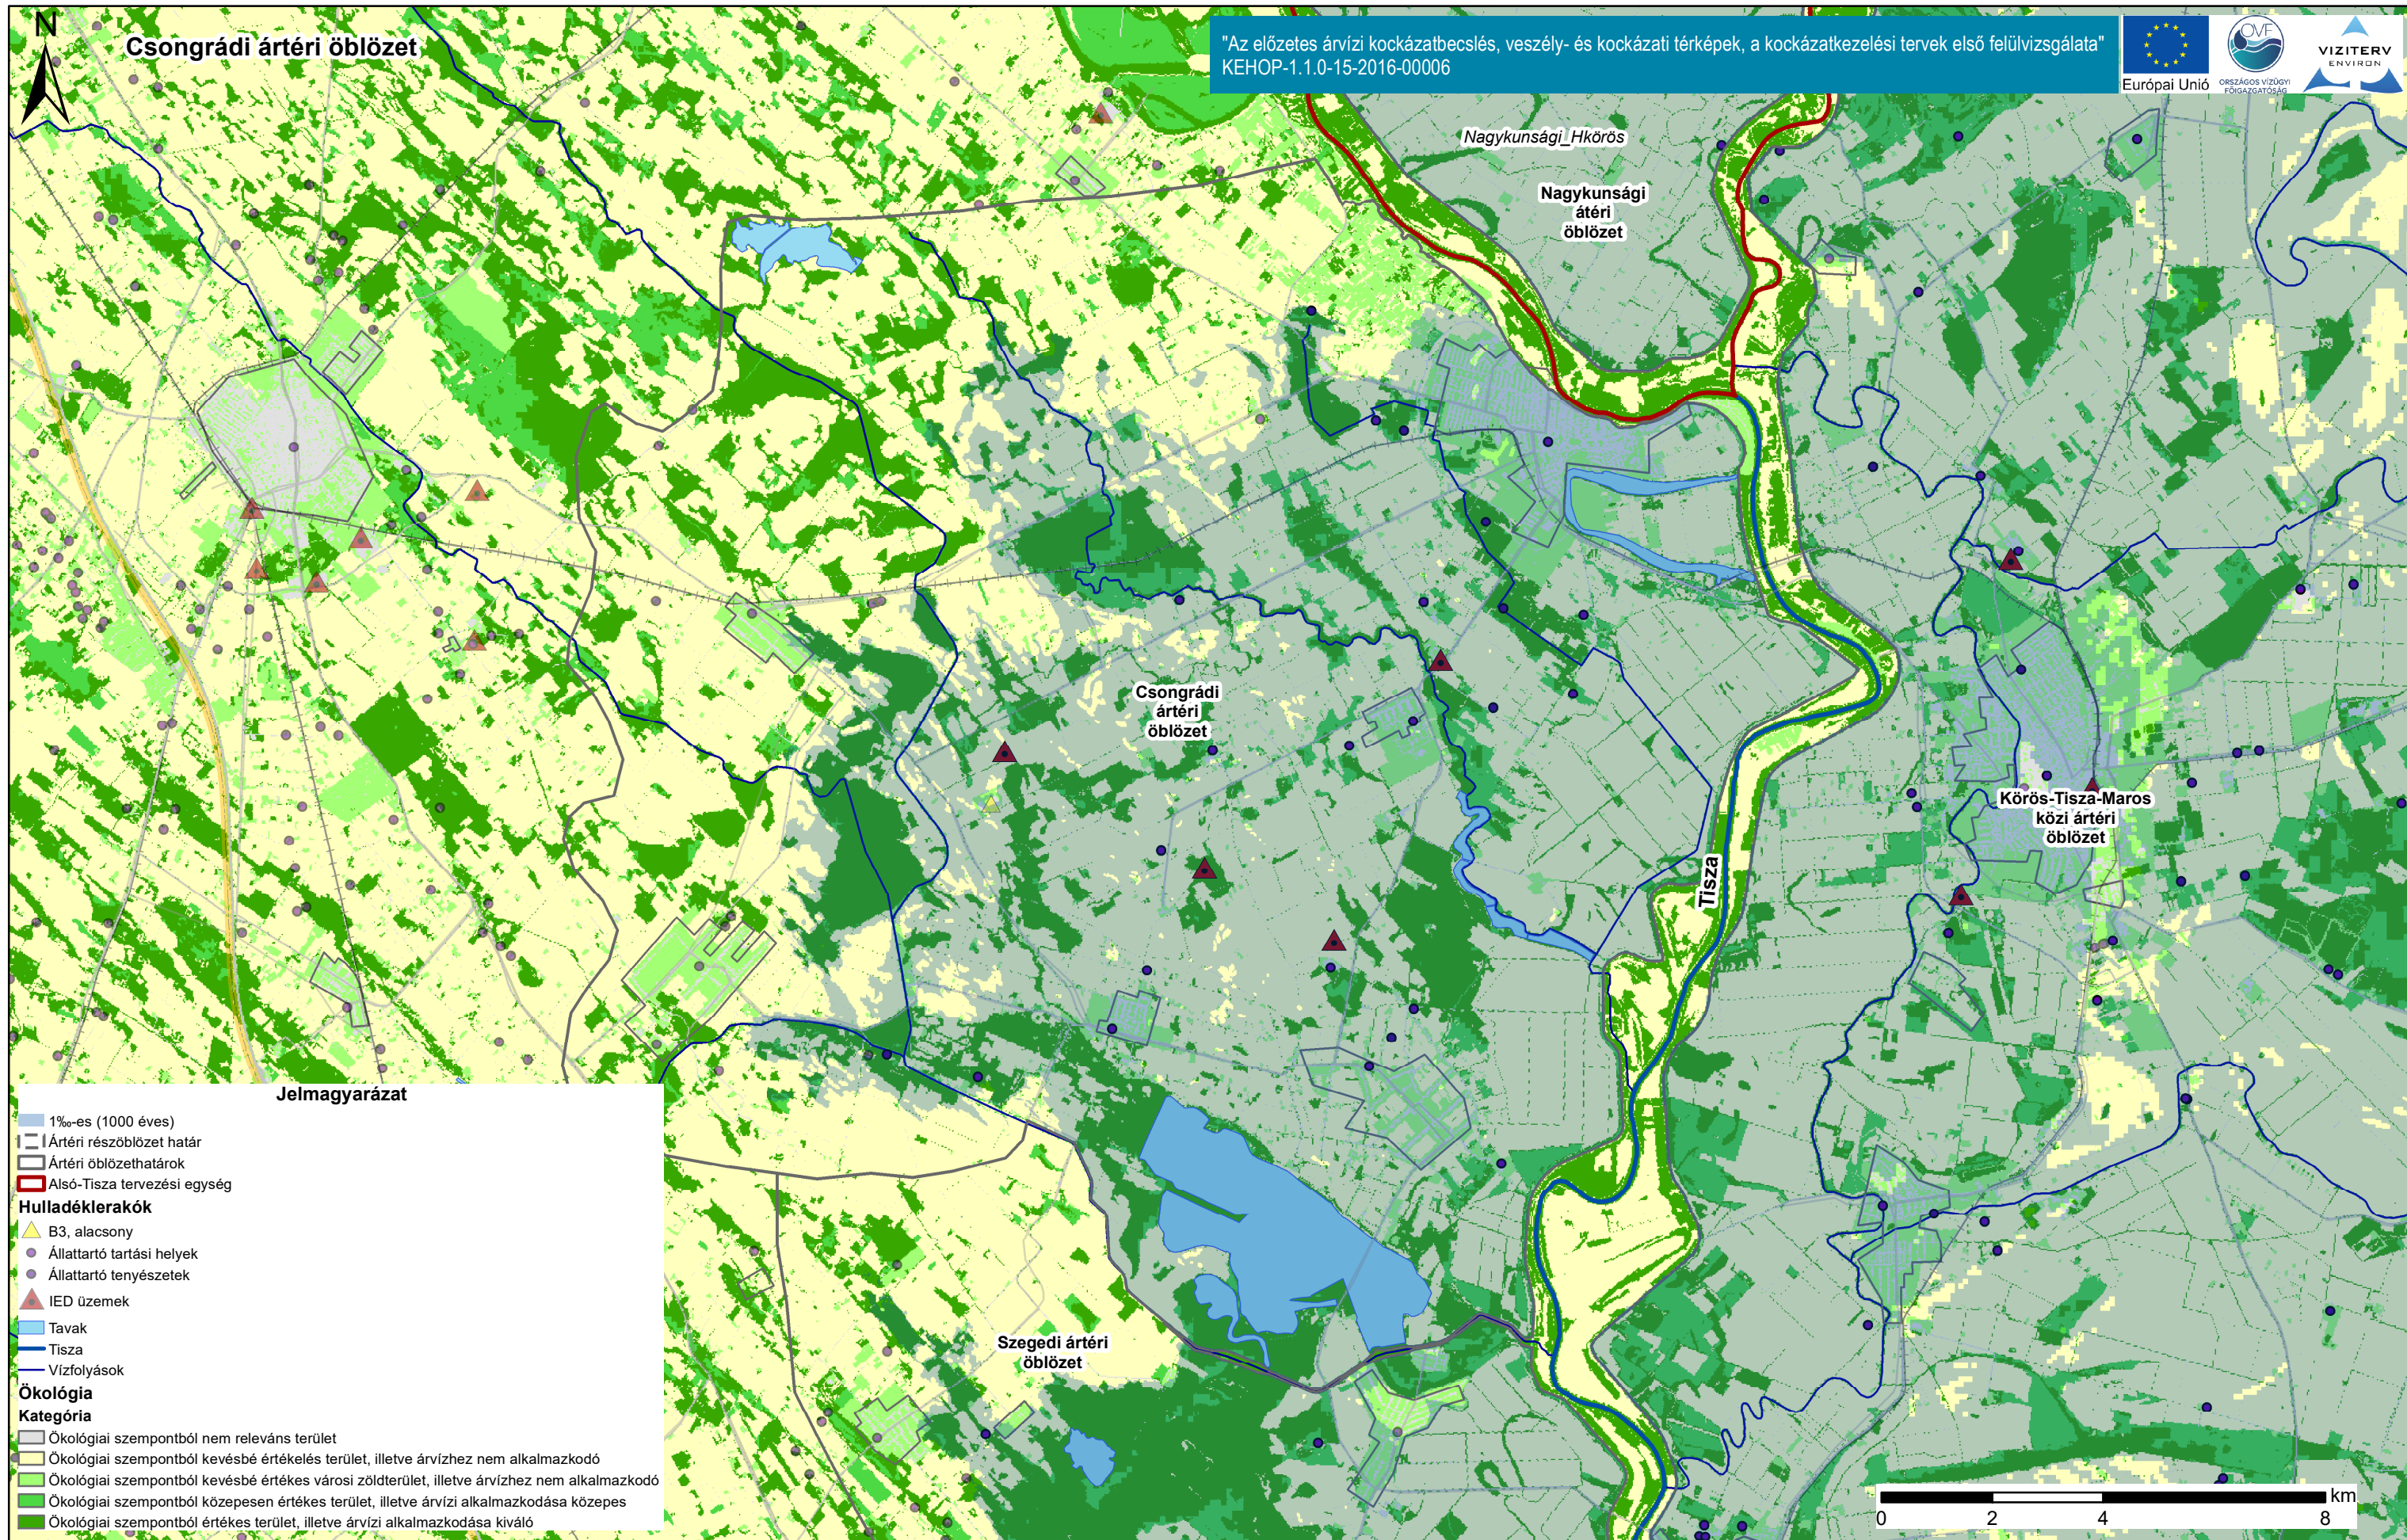 N
Csongrádi ártéri öblözet
"Az előzetes árvízi kockázatbecslés, veszély- és kockázati térképek, a kockázatkezelési tervek első felülvizsgálata"
KEHOP-1.1.0-15-2016-00006
Európai Unió
OVF
ORSZÁGOS VÍZÜGYI
FŐIGAZGATÓSÁG
VIZITERV
ENVIRON
Nagykunsági_Hkörös
Nagykunsági
átéri
öblözet
Csongrádi
ártéri
öblözet
Körös-Tisza-Maros
közi ártéri
öblözet
Tisza
Szegedi ártéri
öblözet
Jelmagyarázat
1‰-es (1000 éves)
Ártéri részöblözet határ
Ártéri öblözethatárok
Alsó-Tisza tervezési egység
Hulladéklerakók
B3, alacsony
Állattartó tartási helyek
Állattartó tenyészetek
IED üzemek
Tavak
Tisza
Vízfolyások
Ökológia
Kategória
Ökológiai szempontból nem releváns terület
Ökológiai szempontból kevésbé értékelés terület, illetve árvízhez nem alkalmazkodó
Ökológiai szempontból kevésbé értékes városi zöldterület, illetve árvízhez nem alkalmazkodó
Ökológiai szempontból közepesen értékes terület, illetve árvízi alkalmazkodása közepes
Ökológiai szempontból értékes terület, illetve árvízi alkalmazkodása kiváló
km
0 2 4 8